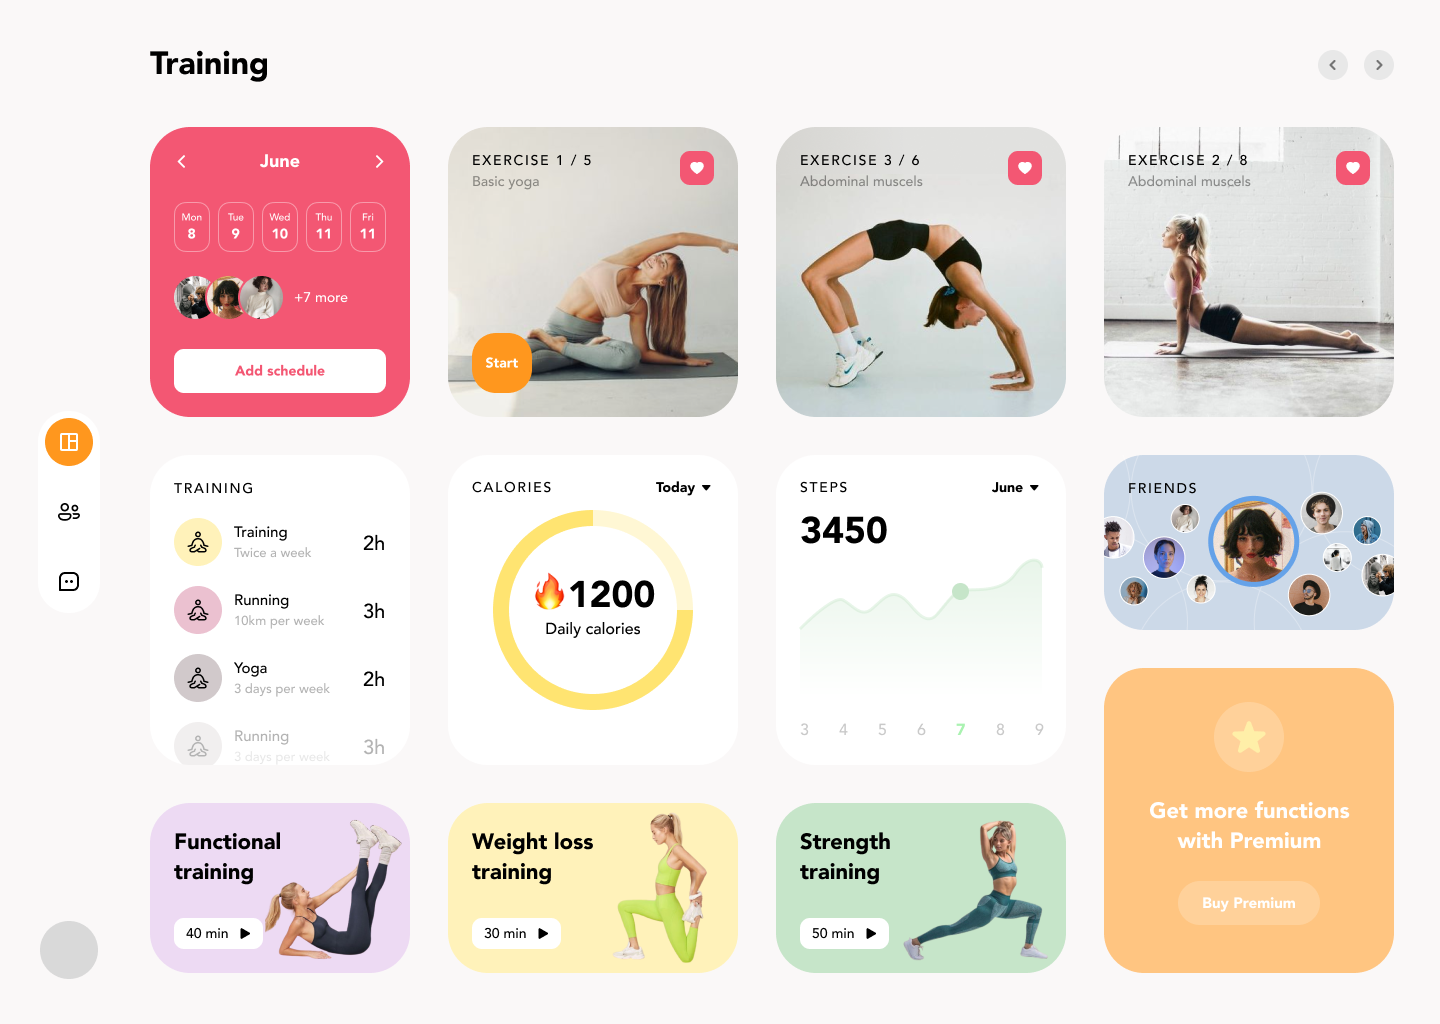 Training
June
Mon Tue Wed Thu Fri
8 9 10 11 11
+7 more
Add schedule
EXERCISE 1 / 5
Basic yoga
Start
EXERCISE 3 / 6
Abdominal muscels
EXERCISE 2 / 8
Abdominal muscels
TRAINING
Training
Twice a week
2h
Running
10km per week
3h
Yoga
3 days per week
2h
Running
3 days per week
3h
CALORIES
Today
1200
Daily calories
STEPS
June
3450
3 4 5 6 7 8 9
FRIENDS
Get more functions
with Premium
Buy Premium
Functional
training
40 min
Weight loss
training
30 min
Strength
training
50 min